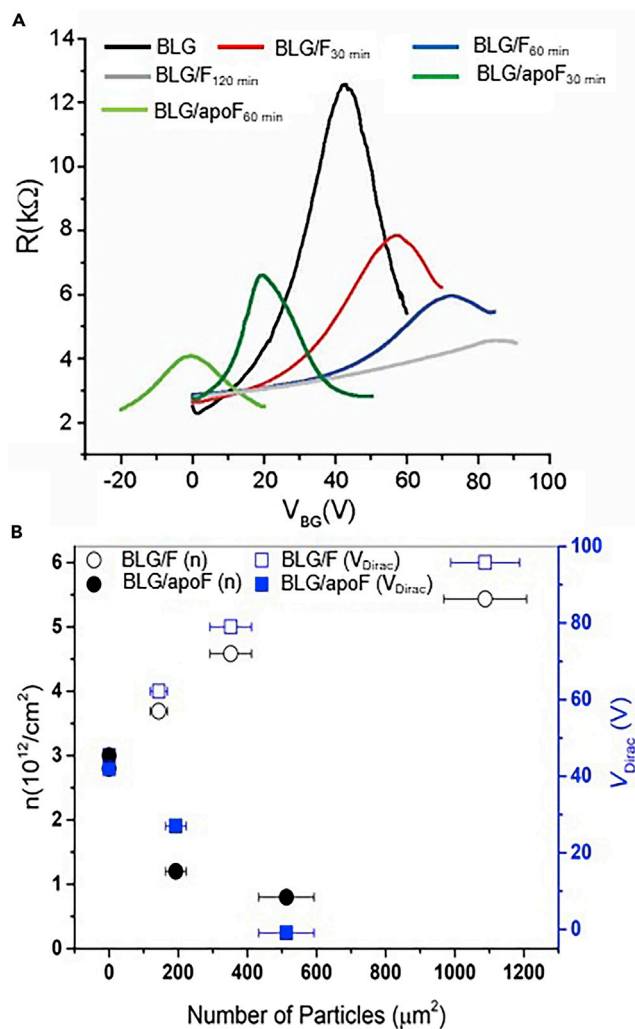 A
BLG
BLG/F30 min
BLG/F60 min
BLG/F120 min
BLG/apoF30 min
BLG/apoF60 min
14
12
10
8
6
4
2
R(kΩ)
-20 0 20 40 60 80 100
VBG(V)
B
BLG/F (n) BLG/F (VDirac)
BLG/apoF (n) BLG/apoF (VDirac)
6
5
4
3
2
1
0
n(10¹²/cm²)
100
80
60
40
20
0
VDirac (V)
0 200 400 600 800 1000 1200
Number of Particles (μm²)